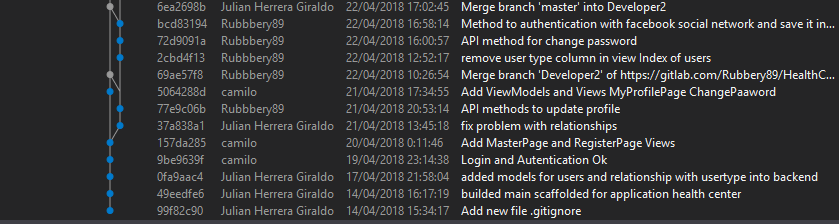 6ea2698b Julian Herrera Giraldo 22/04/2018 17:02:45 Merge branch 'master' into Developer2
bcd83194 Rubbbery89 22/04/2018 16:58:14 Method to authentication with facebook social network and save it in...
72d9091a Rubbbery89 22/04/2018 16:00:57 API method for change password
2cbd4f13 Rubbbery89 22/04/2018 12:52:17 remove user type column in view Index of users
69ae57f8 Rubbbery89 22/04/2018 10:26:54 Merge branch 'Developer2' of https://gitlab.com/Rubbery89/HealthC...
5064288d camilo 21/04/2018 17:34:55 Add ViewModels and Views MyProfilePage ChangePaaword
77e9c06b Rubbbery89 21/04/2018 20:53:14 API methods to update profile
37a838a1 Julian Herrera Giraldo 21/04/2018 13:45:18 fix problem with relationships
157da285 camilo 20/04/2018 0:11:46 Add MasterPage and RegisterPage Views
9be9639f camilo 19/04/2018 23:14:38 Login and Autentication Ok
0fa9aac4 Julian Herrera Giraldo 17/04/2018 21:58:04 added models for users and relationship with usertype into backend
49eedfe6 Julian Herrera Giraldo 14/04/2018 16:17:19 builded main scaffolded for application health center
99f82c90 Julian Herrera Giraldo 14/04/2018 15:34:17 Add new file .gitignore